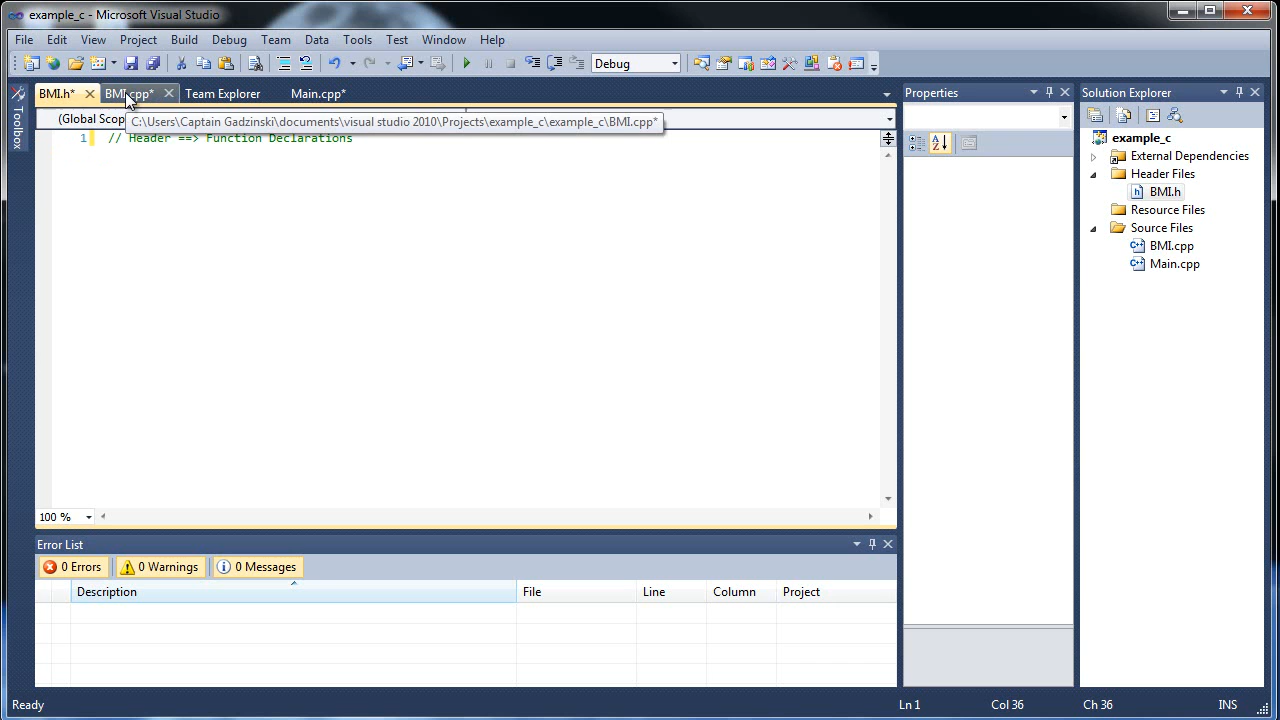 example_c - Microsoft Visual Studio
File Edit View Project Build Debug Team Data Tools Test Window Help
Debug
BMI.h* BMI.cpp* Team Explorer Main.cpp*
(Global Scop
C:\Users\Captain Gadzinski\documents\visual studio 2010\Projects\example_c\example_c\BMI.cpp*
1 // Header ==> Function Declarations
Toolbox
100 %
Error List
0 Errors 0 Warnings 0 Messages
Description File Line Column Project
Properties
Solution Explorer
example_c
External Dependencies
Header Files
BMI.h
Resource Files
Source Files
BMI.cpp
Main.cpp
Ready Ln 1 Col 36 Ch 36 INS